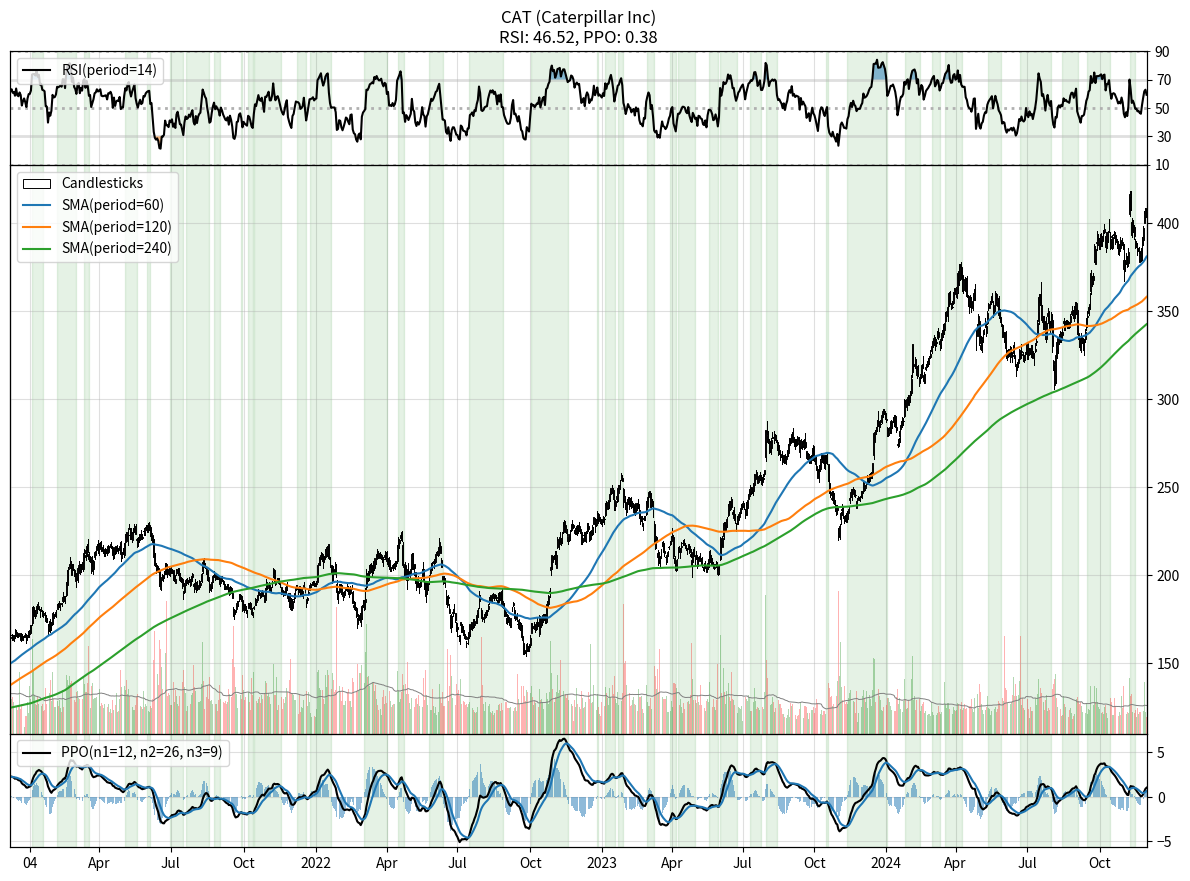 CAT (Caterpillar Inc)
RSI: 46.52, PPO: 0.38
RSI(period=14)
90
70
50
30
10
Candlesticks
SMA(period=60)
SMA(period=120)
SMA(period=240)
400
350
300
250
200
150
PPO(n1=12, n2=26, n3=9)
5
0
−5
04 Apr Jul Oct 2022 Apr Jul Oct 2023 Apr Jul Oct 2024 Apr Jul Oct